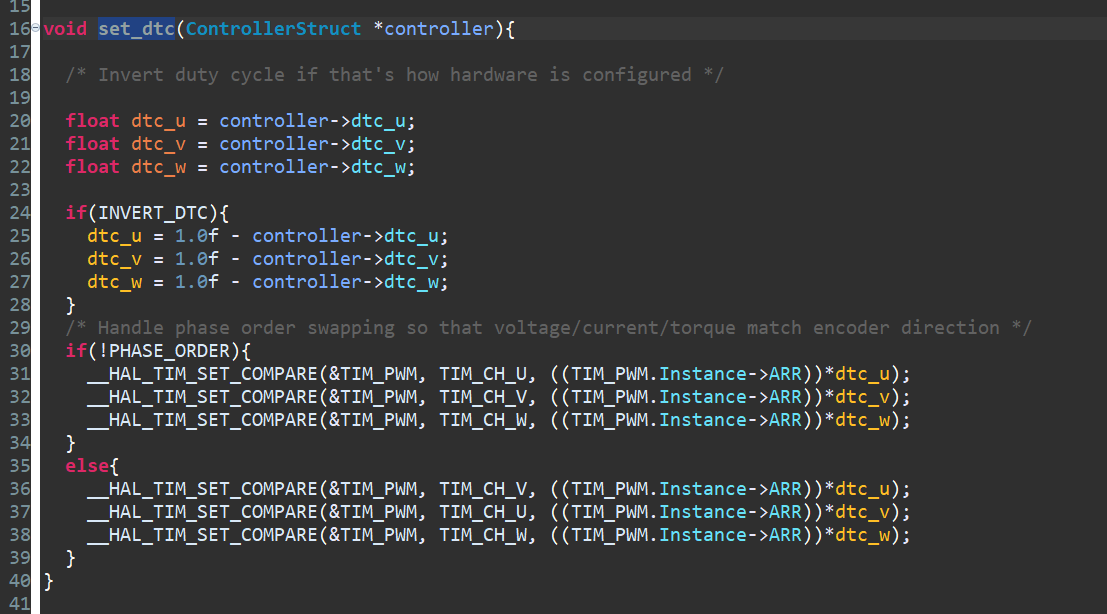 15
16 void set_dtc(ControllerStruct *controller){
17
18   /* Invert duty cycle if that's how hardware is configured */
19
20   float dtc_u = controller->dtc_u;
21   float dtc_v = controller->dtc_v;
22   float dtc_w = controller->dtc_w;
23
24   if(INVERT_DTC){
25     dtc_u = 1.0f - controller->dtc_u;
26     dtc_v = 1.0f - controller->dtc_v;
27     dtc_w = 1.0f - controller->dtc_w;
28   }
29   /* Handle phase order swapping so that voltage/current/torque match encoder direction */
30   if(!PHASE_ORDER){
31     __HAL_TIM_SET_COMPARE(&TIM_PWM, TIM_CH_U, ((TIM_PWM.Instance->ARR))*dtc_u);
32     __HAL_TIM_SET_COMPARE(&TIM_PWM, TIM_CH_V, ((TIM_PWM.Instance->ARR))*dtc_v);
33     __HAL_TIM_SET_COMPARE(&TIM_PWM, TIM_CH_W, ((TIM_PWM.Instance->ARR))*dtc_w);
34   }
35   else{
36     __HAL_TIM_SET_COMPARE(&TIM_PWM, TIM_CH_V, ((TIM_PWM.Instance->ARR))*dtc_u);
37     __HAL_TIM_SET_COMPARE(&TIM_PWM, TIM_CH_U, ((TIM_PWM.Instance->ARR))*dtc_v);
38     __HAL_TIM_SET_COMPARE(&TIM_PWM, TIM_CH_W, ((TIM_PWM.Instance->ARR))*dtc_w);
39   }
40 }
41